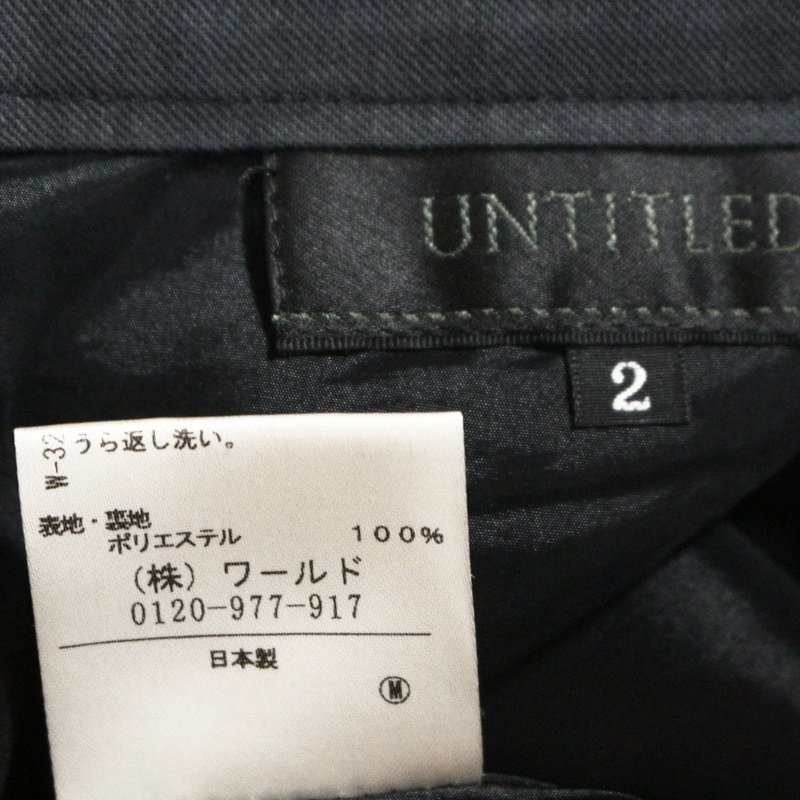 UNTITLED
2
W-32
うら返し洗い。
表地・裏地
ポリエステル 100%
(株)ワールド
0120-977-917
日本製
M